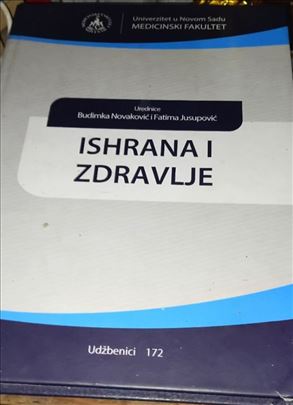 Univerzitet u Novom Sadu
MEDICINSKI FAKULTET
Urednice
Budimka Novaković i Fatima Jusupović
ISHRANA I
ZDRAVLJE
Udžbenici 172